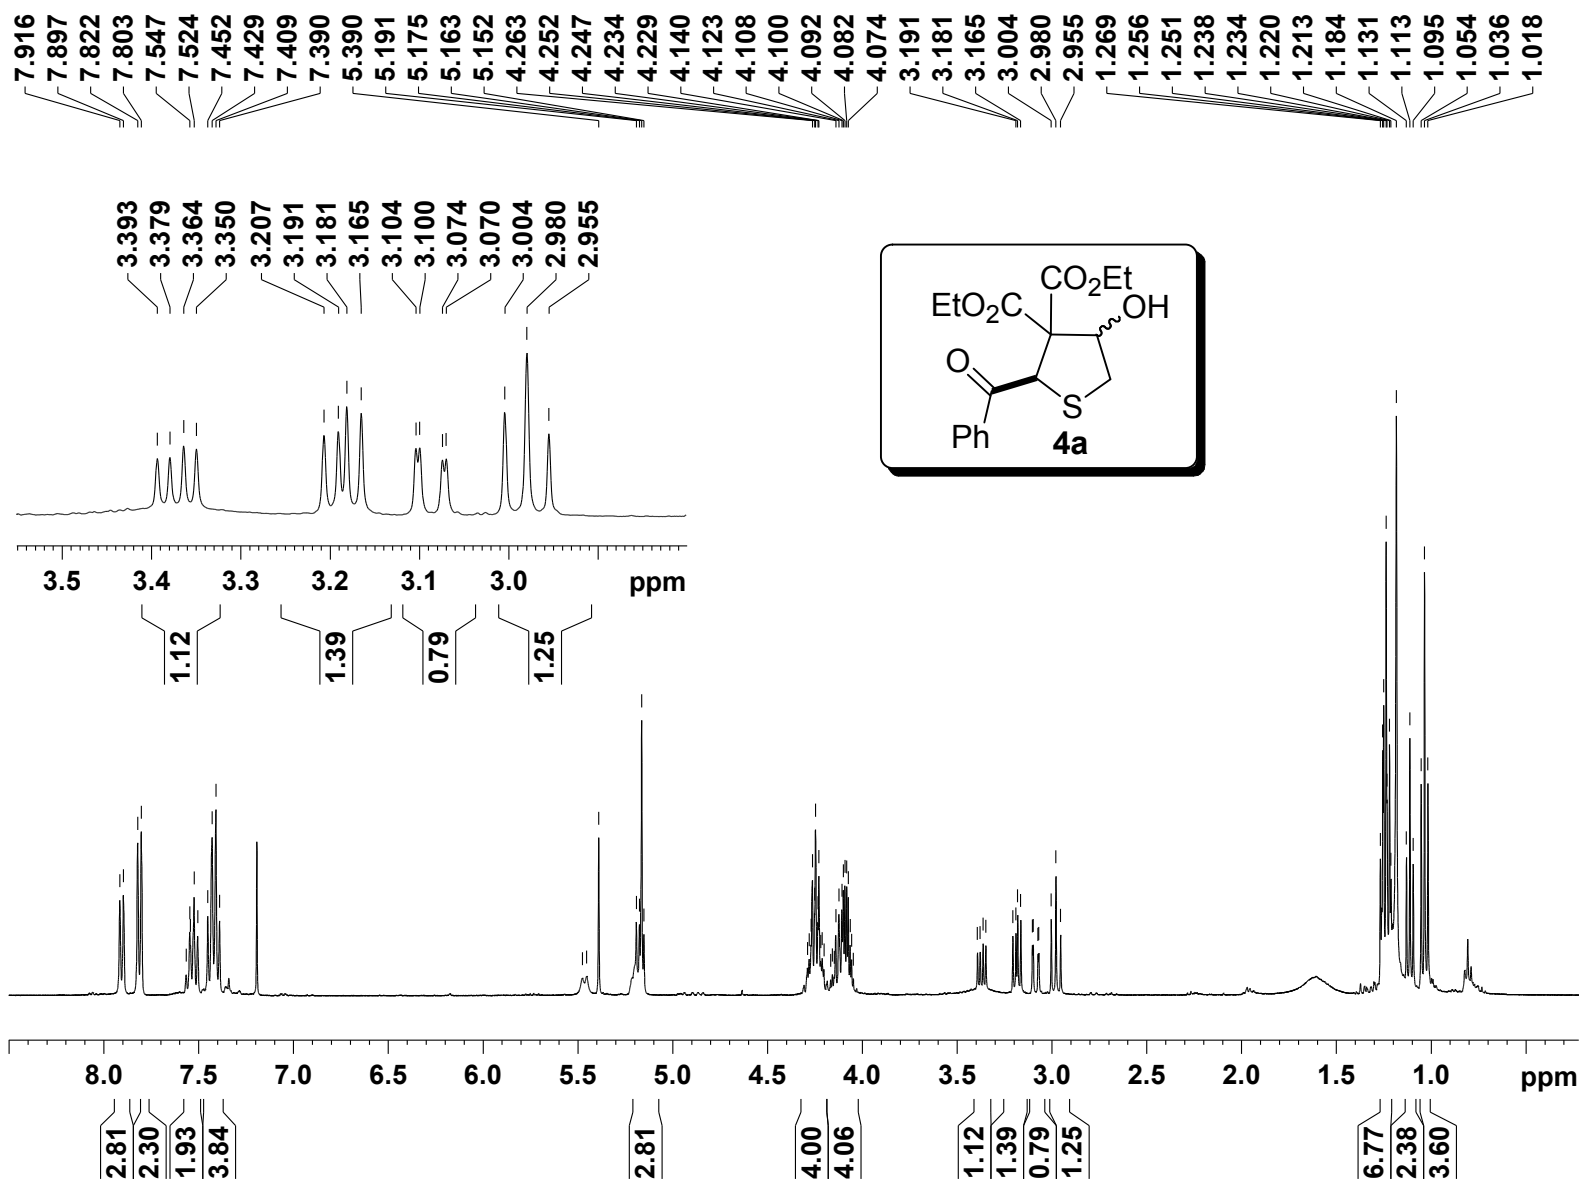 7.916 7.897 7.822 7.803 7.547 7.524 7.452 7.429 7.409 7.390 5.390 5.191 5.175 5.163 5.152 4.263 4.252 4.247 4.234 4.229 4.140 4.123 4.108 4.100 4.092 4.082 4.074 3.191 3.181 3.165 3.004 2.980 2.955 1.269 1.256 1.251 1.238 1.234 1.220 1.213 1.184 1.131 1.113 1.095 1.054 1.036 1.018
3.393 3.379 3.364 3.350 3.207 3.191 3.181 3.165 3.104 3.100 3.074 3.070 3.004 2.980 2.955
3.5 3.4 3.3 3.2 3.1 3.0 ppm
1.12 1.39 0.79 1.25
CO2Et
EtO2C
OH
O
S
Ph
4a
8.0 7.5 7.0 6.5 6.0 5.5 5.0 4.5 4.0 3.5 3.0 2.5 2.0 1.5 1.0 ppm
2.81 2.30 1.93 3.84 2.81 4.00 4.06 1.12 1.39 0.79 1.25 6.77 2.38 3.60